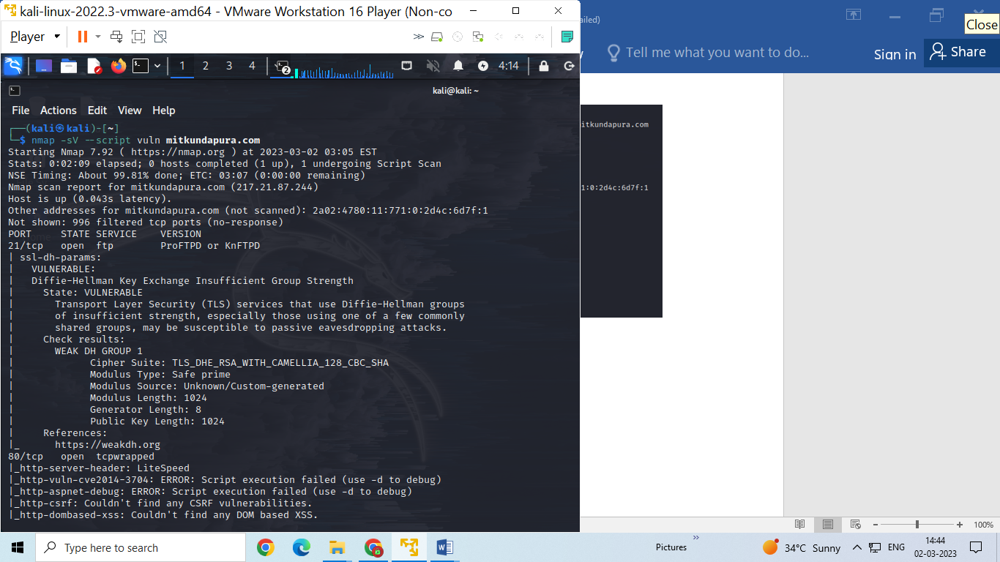 kali-linux-2022.3-vmware-amd64 - VMware Workstation 16 Player (Non-co
Player
1 2 3 4
2
4:14
kali@kali: ~
File Actions Edit View Help
┌──(kali㉿kali)-[~]
└─$ nmap -sV --script vuln mitkundapura.com
Starting Nmap 7.92 ( https://nmap.org ) at 2023-03-02 03:05 EST
Stats: 0:02:09 elapsed; 0 hosts completed (1 up), 1 undergoing Script Scan
NSE Timing: About 99.81% done; ETC: 03:07 (0:00:00 remaining)
Nmap scan report for mitkundapura.com (217.21.87.244)
Host is up (0.043s latency).
Other addresses for mitkundapura.com (not scanned): 2a02:4780:11:771:0:2d4c:6d7f:1
Not shown: 996 filtered tcp ports (no-response)
PORT     STATE SERVICE    VERSION
21/tcp   open  ftp        ProFTPD or KnFTPD
| ssl-dh-params:
|   VULNERABLE:
|   Diffie-Hellman Key Exchange Insufficient Group Strength
|     State: VULNERABLE
|       Transport Layer Security (TLS) services that use Diffie-Hellman groups
|       of insufficient strength, especially those using one of a few commonly
|       shared groups, may be susceptible to passive eavesdropping attacks.
|     Check results:
|       WEAK DH GROUP 1
|             Cipher Suite: TLS_DHE_RSA_WITH_CAMELLIA_128_CBC_SHA
|             Modulus Type: Safe prime
|             Modulus Source: Unknown/Custom-generated
|             Modulus Length: 1024
|             Generator Length: 8
|             Public Key Length: 1024
|     References:
|_      https://weakdh.org
80/tcp   open  tcpwrapped
|_http-server-header: LiteSpeed
|_http-vuln-cve2014-3704: ERROR: Script execution failed (use -d to debug)
|_http-aspnet-debug: ERROR: Script execution failed (use -d to debug)
|_http-csrf: Couldn't find any CSRF vulnerabilities.
|_http-dombased-xss: Couldn't find any DOM based XSS.
ailed)
Close
Tell me what you want to do...
Sign in
Share
itkundapura.com
1:0:2d4c:6d7f:1
100%
Type here to search
Pictures
34°C Sunny
ENG
14:44
02-03-2023